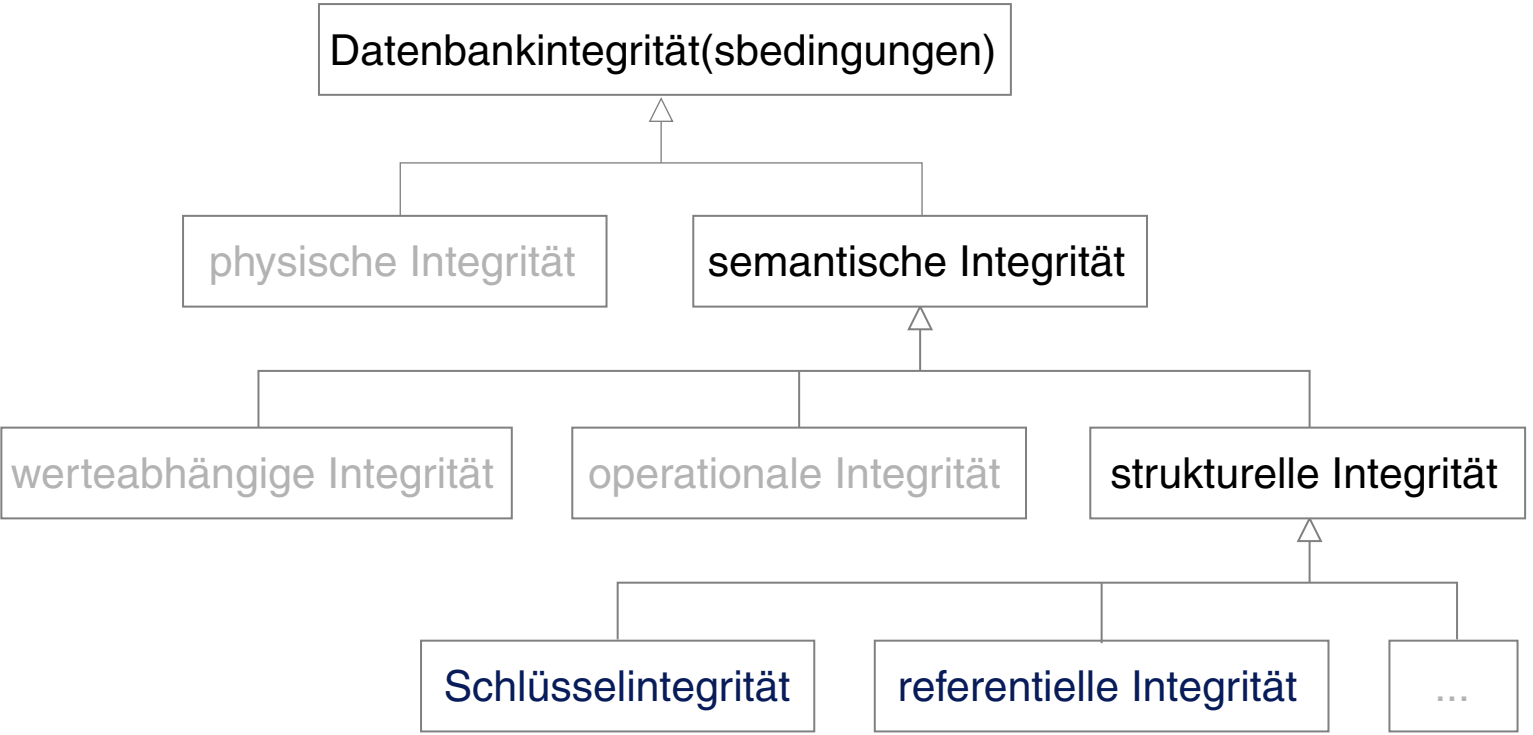 Datenbankintegrität(sbedingungen)
physische Integrität
semantische Integrität
werteabhängige Integrität
operationale Integrität
strukturelle Integrität
Schlüsselintegrität
referentielle Integrität
...